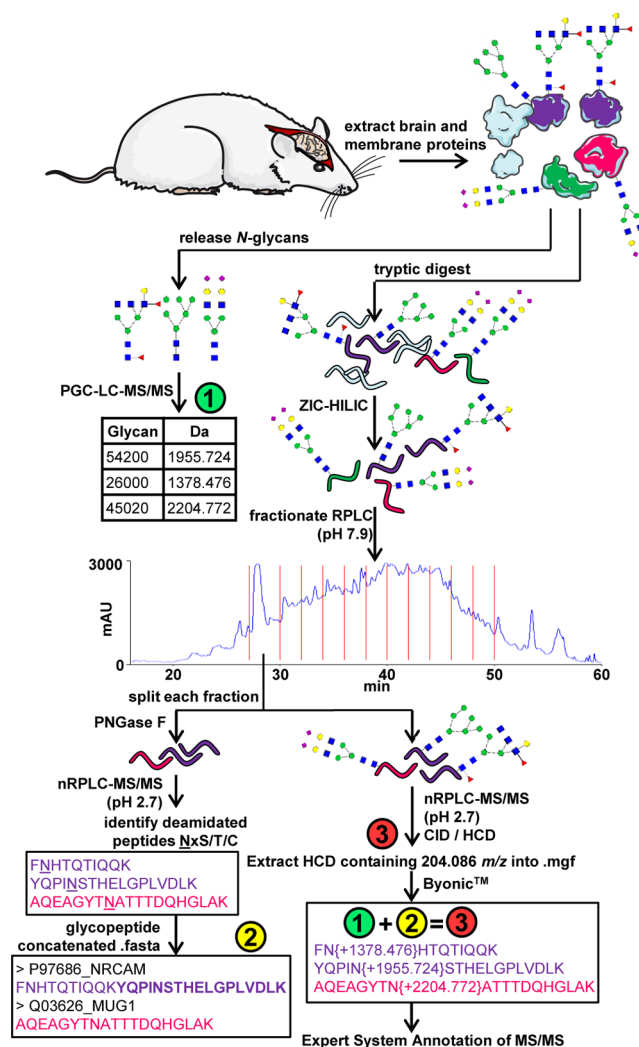 extract brain and
membrane proteins
release N-glycans
tryptic digest
PGC-LC-MS/MS
1
Glycan Da
54200 1955.724
26000 1378.476
45020 2204.772
ZIC-HILIC
fractionate RPLC
(pH 7.9)
3000
mAU
0
20 30 40 50 60
min
split each fraction
PNGase F
nRPLC-MS/MS
(pH 2.7)
identify deamidated
peptides NxS/T/C
FNHTQTIQQK
YQPINSTHELGPLVDLK
AQEAGYTNATTTDQHGLAK
glycopeptide
concatenated .fasta
2
> P97686_NRCAM
FNHTQTIQQKYQPINSTHELGPLVDLK
> Q03626_MUG1
AQEAGYTNATTTDQHGLAK
nRPLC-MS/MS
(pH 2.7)
CID / HCD
3
Extract HCD containing 204.086 m/z into .mgf
Byonic™
1 + 2 = 3
FN{+1378.476}HTQTIQQK
YQPIN{+1955.724}STHELGPLVDLK
AQEAGYTN{+2204.772}ATTTDQHGLAK
Expert System Annotation of MS/MS